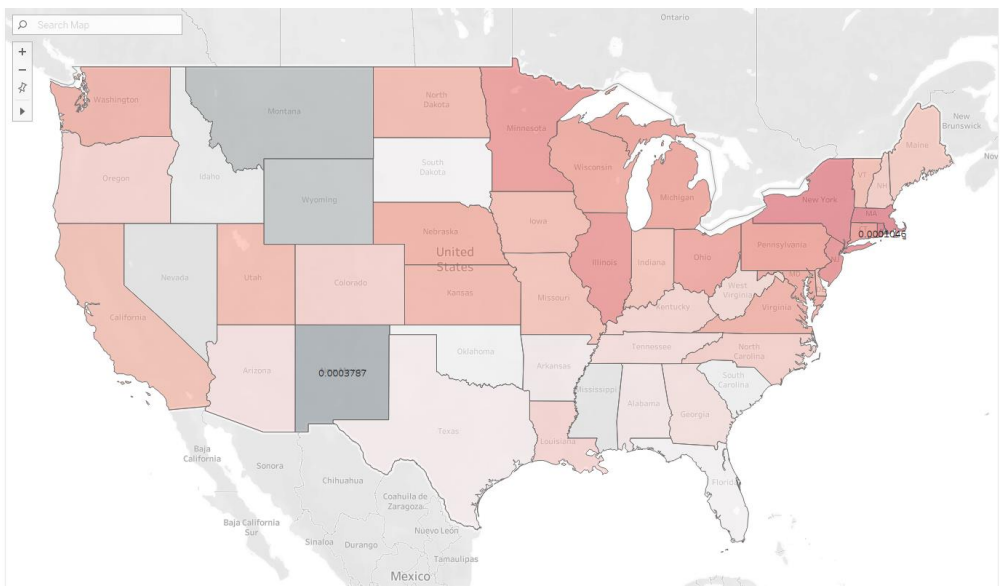 Search Map
Ontario
Washington
Montana
North
Dakota
Minnesota
New
Brunswick
Maine
Oregon
Idaho
South
Dakota
Wisconsin
Michigan
VT
NH
Wyoming
New York
MA
Iowa
Nebraska
United
States
0.0001046
Pennsylvania
Nevada
Utah
Colorado
Kansas
Illinois
Indiana
Ohio
MD
West
Virginia
Missouri
Kentucky
Virginia
California
Tennessee
North
Carolina
Arizona
0.0003787
Oklahoma
Arkansas
South
Carolina
Mississippi
Alabama
Georgia
Texas
Louisiana
Florida
Baja
California
Sonora
Chihuahua
Coahuila de
Zaragoza..
Baja California
Sur
Sinaloa
Durango
Nuevo León
Tamaulipas
Mexico